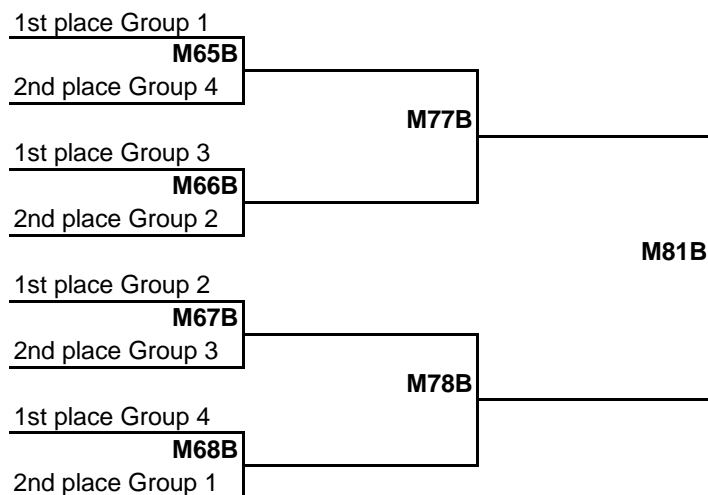 1st place Group 1
M65B
2nd place Group 4
M77B
1st place Group 3
M66B
2nd place Group 2
M81B
1st place Group 2
M67B
2nd place Group 3
M78B
1st place Group 4
M68B
2nd place Group 1